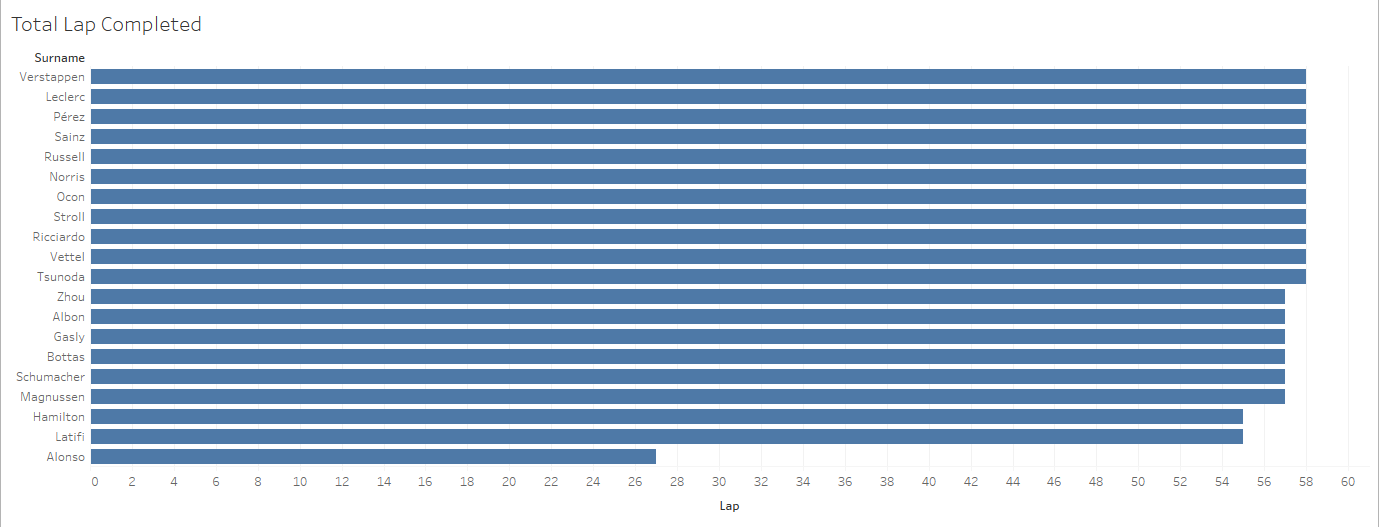 Total Lap Completed
Surname
Verstappen
Leclerc
Pérez
Sainz
Russell
Norris
Ocon
Stroll
Ricciardo
Vettel
Tsunoda
Zhou
Albon
Gasly
Bottas
Schumacher
Magnussen
Hamilton
Latifi
Alonso
0 2 4 6 8 10 12 14 16 18 20 22 24 26 28 30 32 34 36 38 40 42 44 46 48 50 52 54 56 58 60
Lap